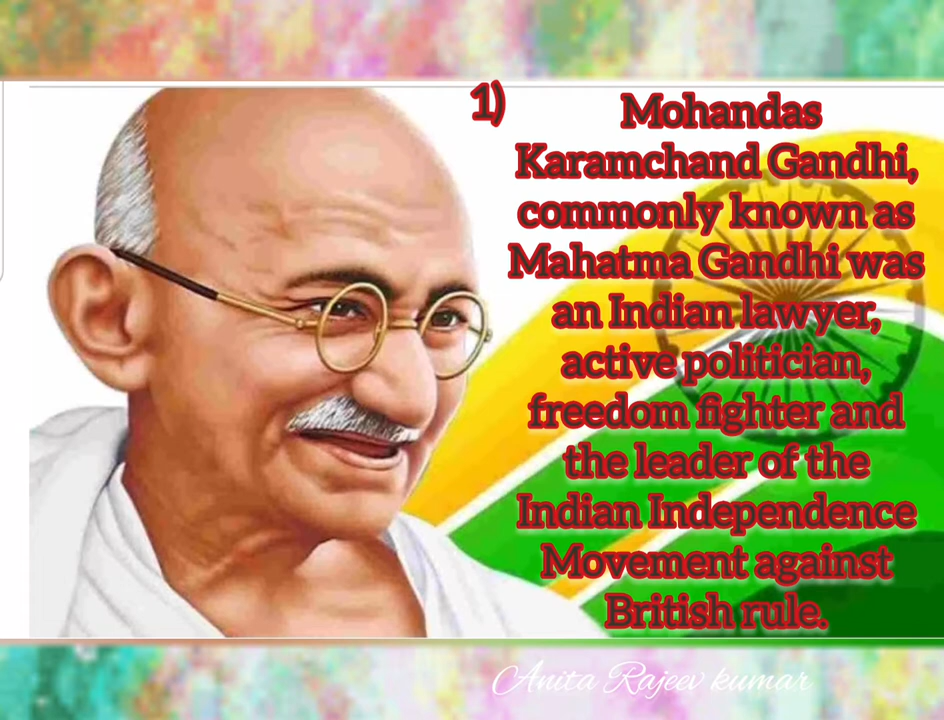 1)
Mohandas
Karamchand Gandhi,
commonly known as
Mahatma Gandhi was
an Indian lawyer,
active politician,
freedom fighter and
the leader of the
Indian Independence
Movement against
British rule.
Anita Rajeev kumar